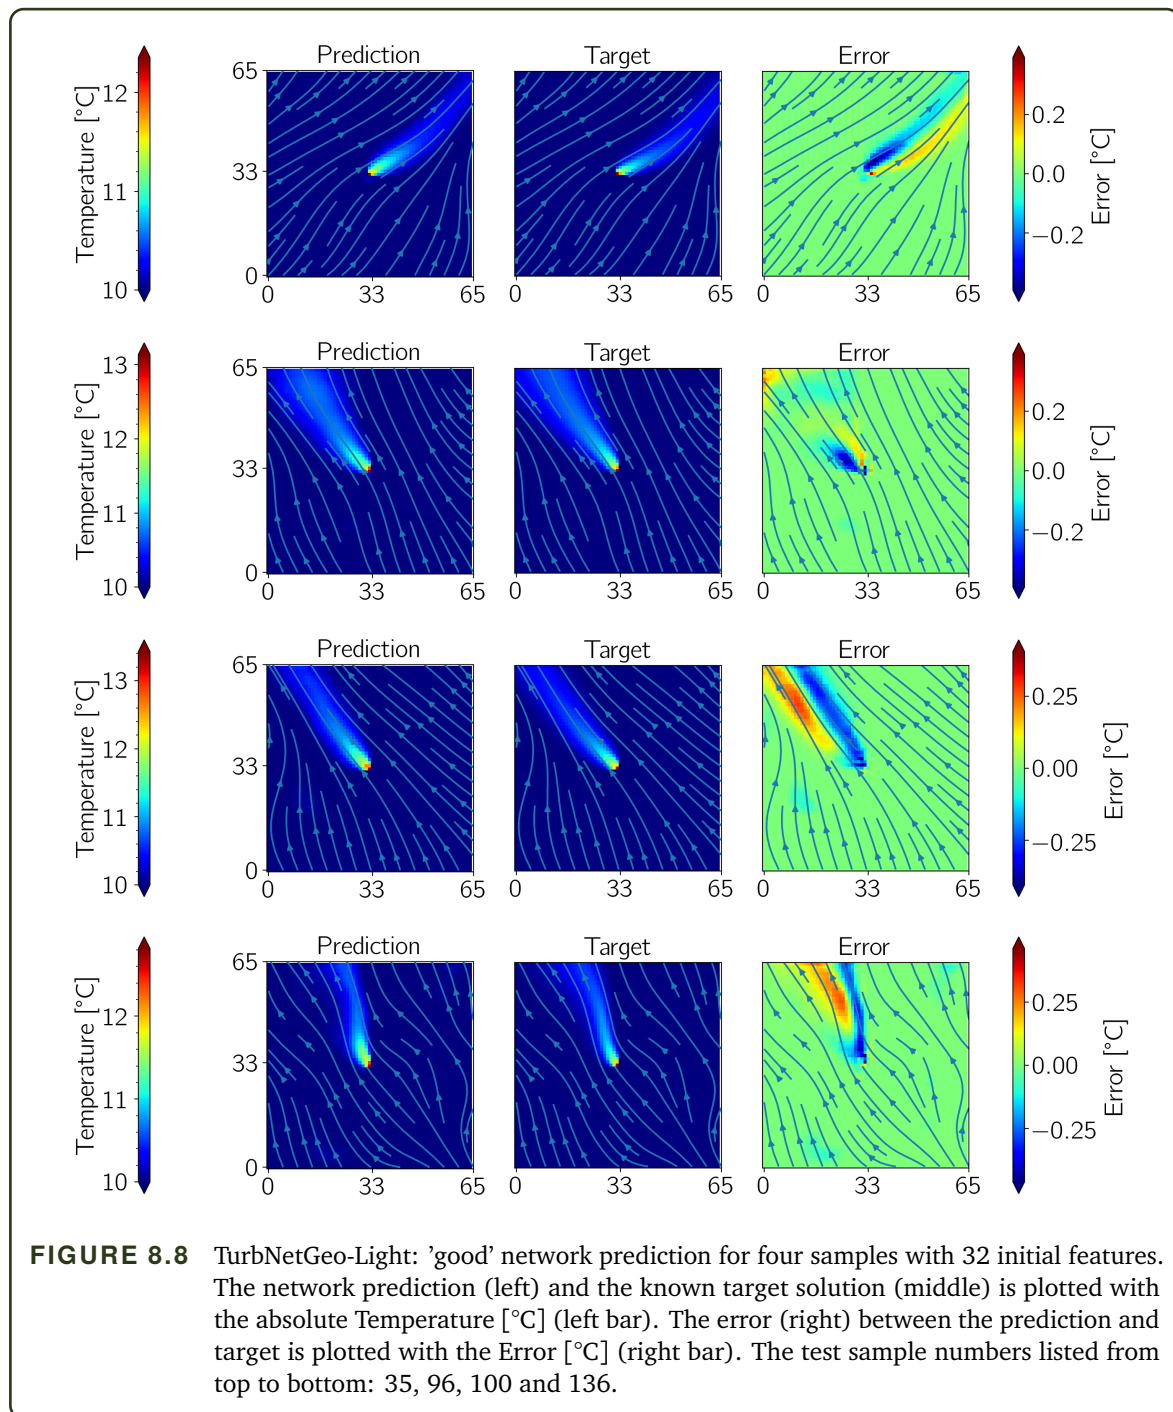 Prediction
Target
Error
Temperature [°C]
12
11
10
65
33
0
0
33
65
0
33
65
0
33
65
0.2
0.0
−0.2
Error [°C]
Prediction
Target
Error
Temperature [°C]
13
12
11
10
65
33
0
0
33
65
0
33
65
0
33
65
0.2
0.0
−0.2
Error [°C]
Prediction
Target
Error
Temperature [°C]
13
12
11
10
65
33
0
0
33
65
0
33
65
0
33
65
0.25
0.00
−0.25
Error [°C]
Prediction
Target
Error
Temperature [°C]
12
11
10
65
33
0
0
33
65
0
33
65
0
33
65
0.25
0.00
−0.25
Error [°C]
FIGURE 8.8 TurbNetGeo-Light: ’good’ network prediction for four samples with 32 initial features.
The network prediction (left) and the known target solution (middle) is plotted with
the absolute Temperature [°C] (left bar). The error (right) between the prediction and
target is plotted with the Error [°C] (right bar). The test sample numbers listed from
top to bottom: 35, 96, 100 and 136.